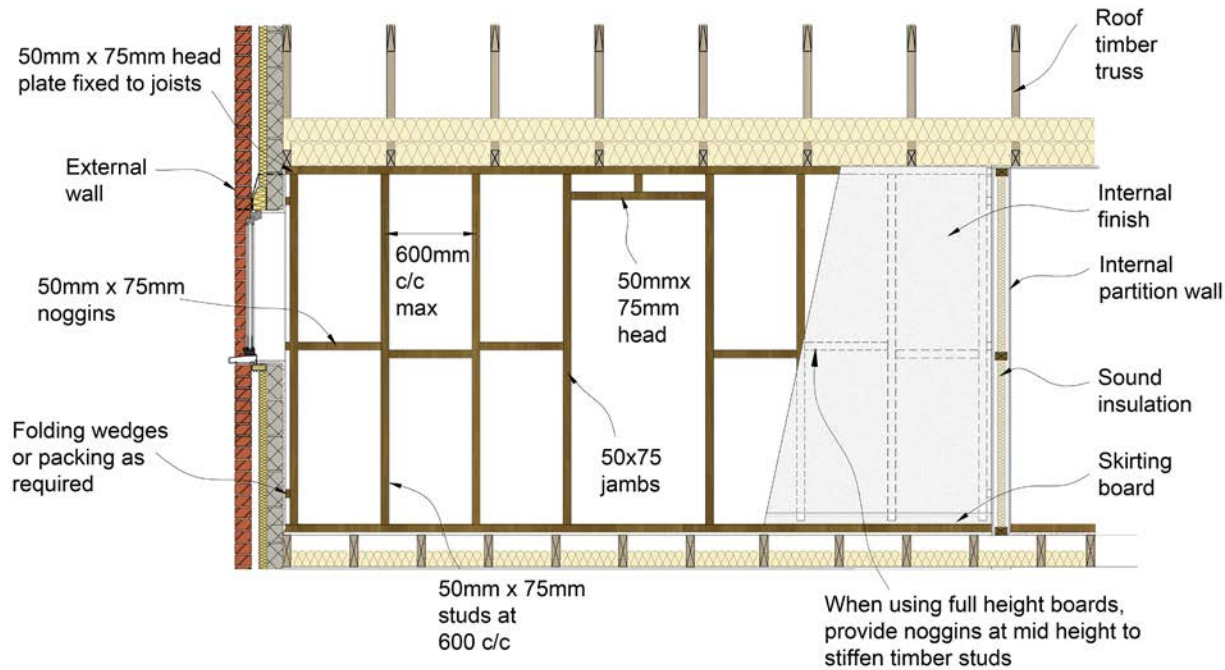 50mm x 75mm head
plate fixed to joists
External
wall
50mm x 75mm
noggins
Folding wedges
or packing as
required
600mm
c/c
max
50mmx
75mm
head
50x75
jambs
50mm x 75mm
studs at
600 c/c
Roof
timber
truss
Internal
finish
Internal
partition wall
Sound
insulation
Skirting
board
When using full height boards,
provide noggins at mid height to
stiffen timber studs